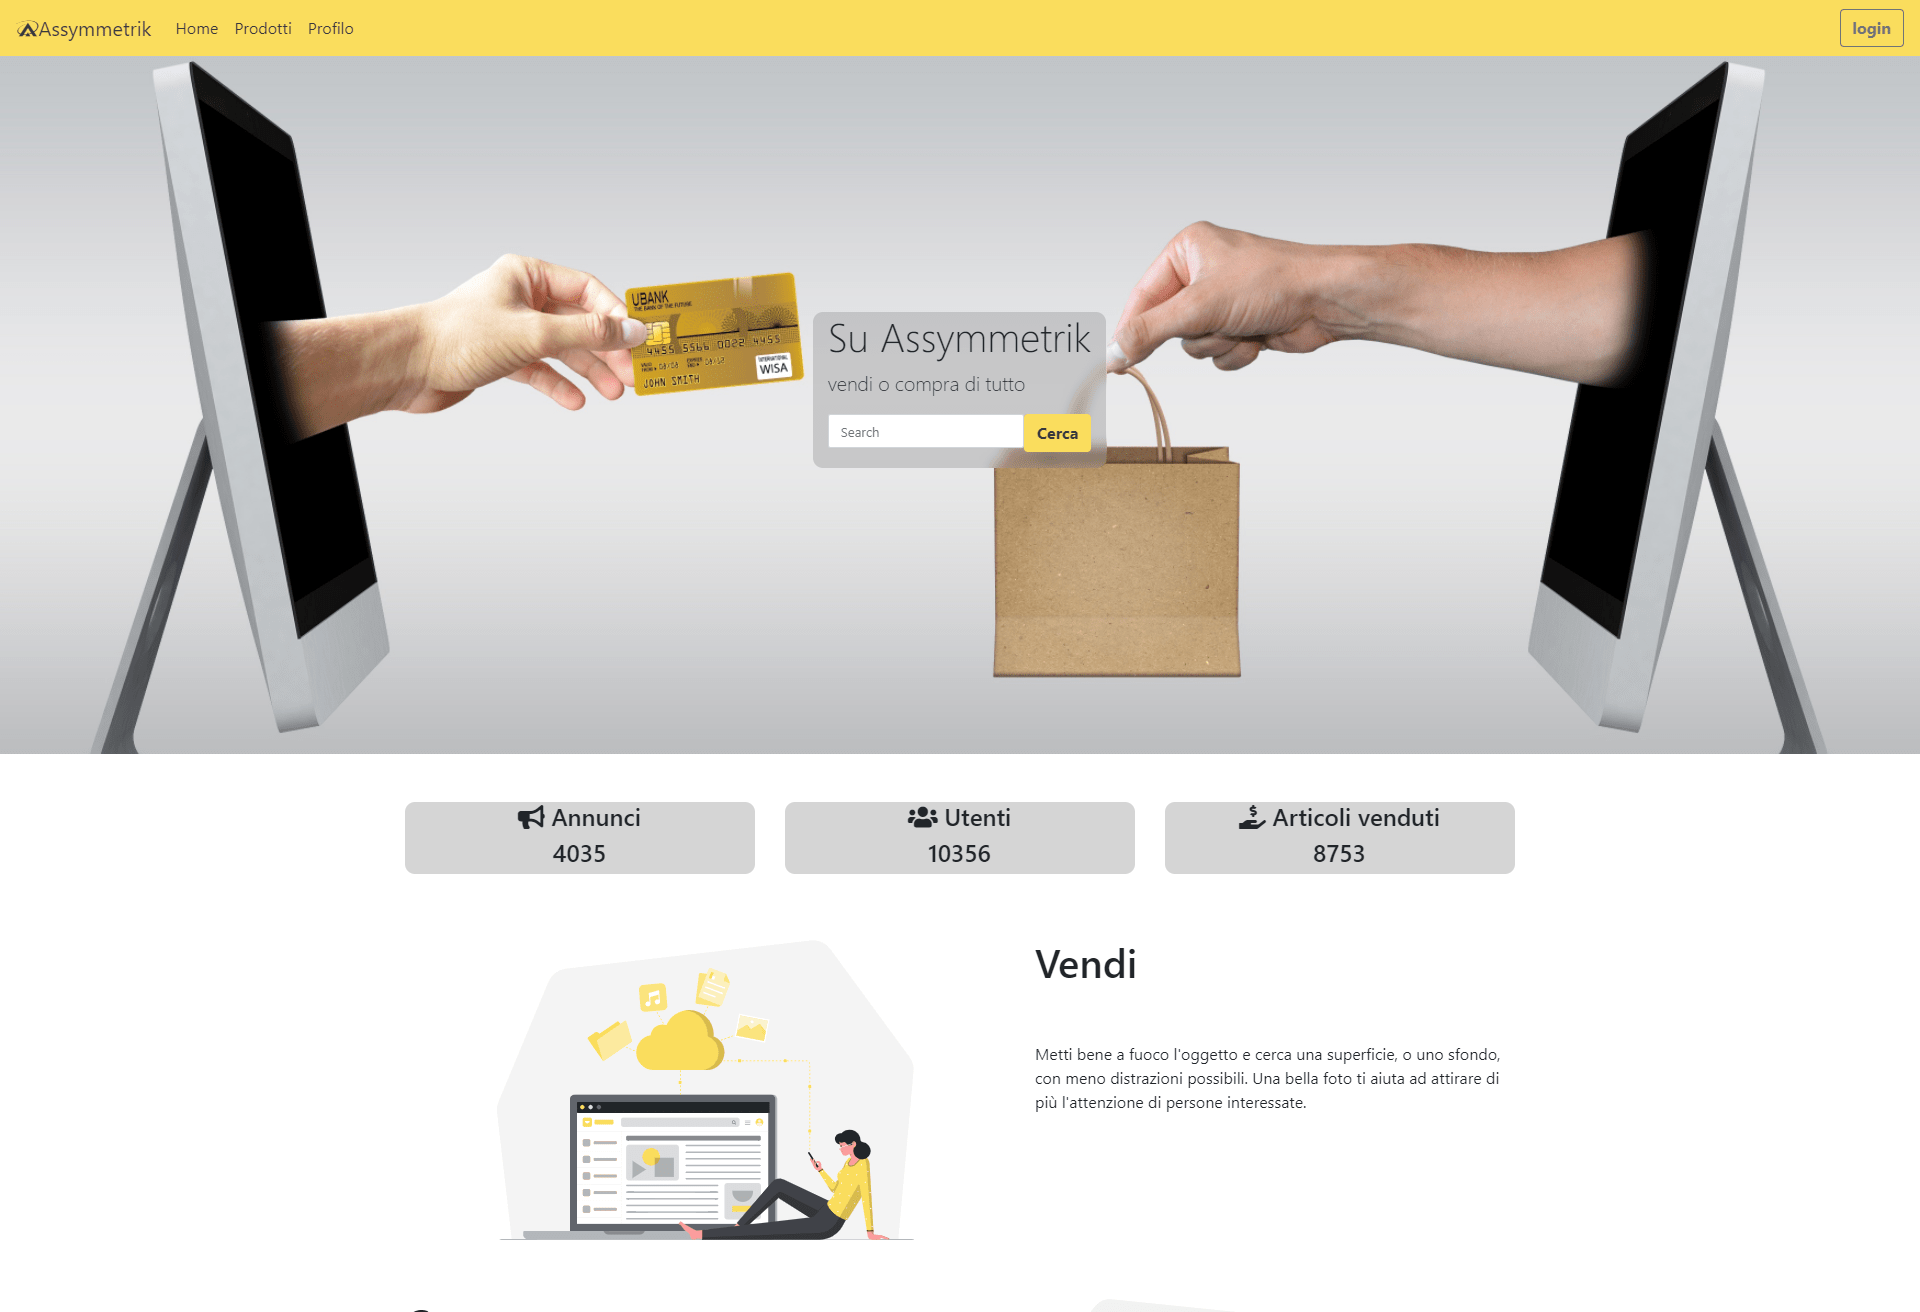 Assymmetrik Home Prodotti Profilo login
UBANK
THE BANK OF THE FUTURE
4455 5566 0022 4455
JOHN SMITH
INTERNATIONAL
WISA
Su Assymmetrik
vendi o compra di tutto
Search Cerca
Annunci
4035
Utenti
10356
Articoli venduti
8753
Vendi
Metti bene a fuoco l'oggetto e cerca una superficie, o uno sfondo,
con meno distrazioni possibili. Una bella foto ti aiuta ad attirare di
più l'attenzione di persone interessate.